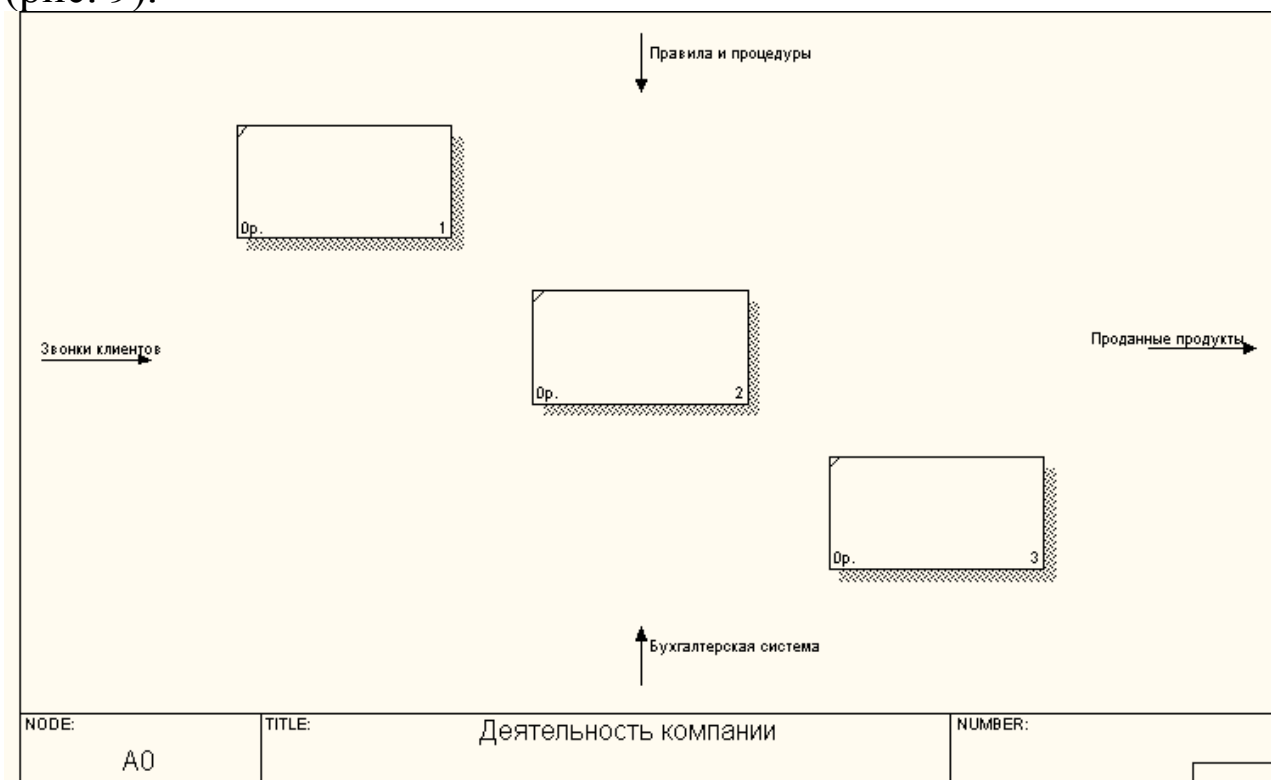 (рис. 9).
Правила и процедуры
0р. 1
Звонки клиентов
Проданные продукты
0р. 2
0р. 3
Бухгалтерская система
NODE: TITLE: Деятельность компании NUMBER:
A0